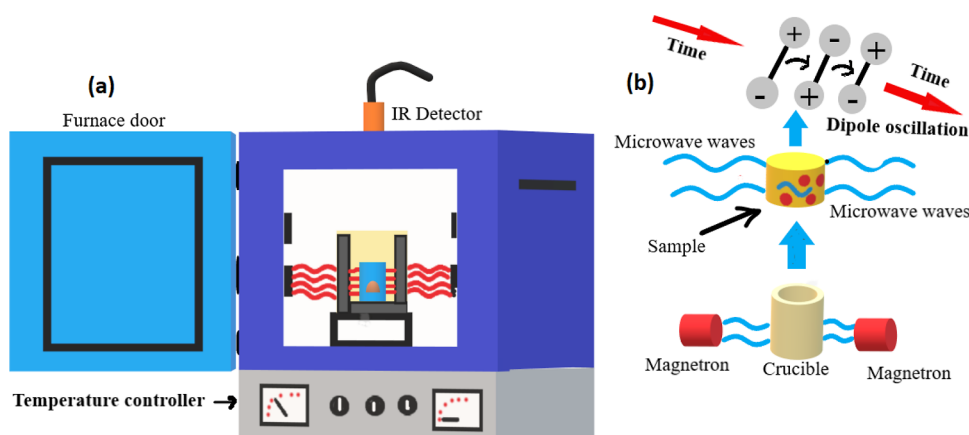 (a)
Furnace door
IR Detector
Temperature controller
(b)
Time
+ - +
- + -
Time
Dipole oscillation
Microwave waves
Microwave waves
Sample
Magnetron
Crucible
Magnetron